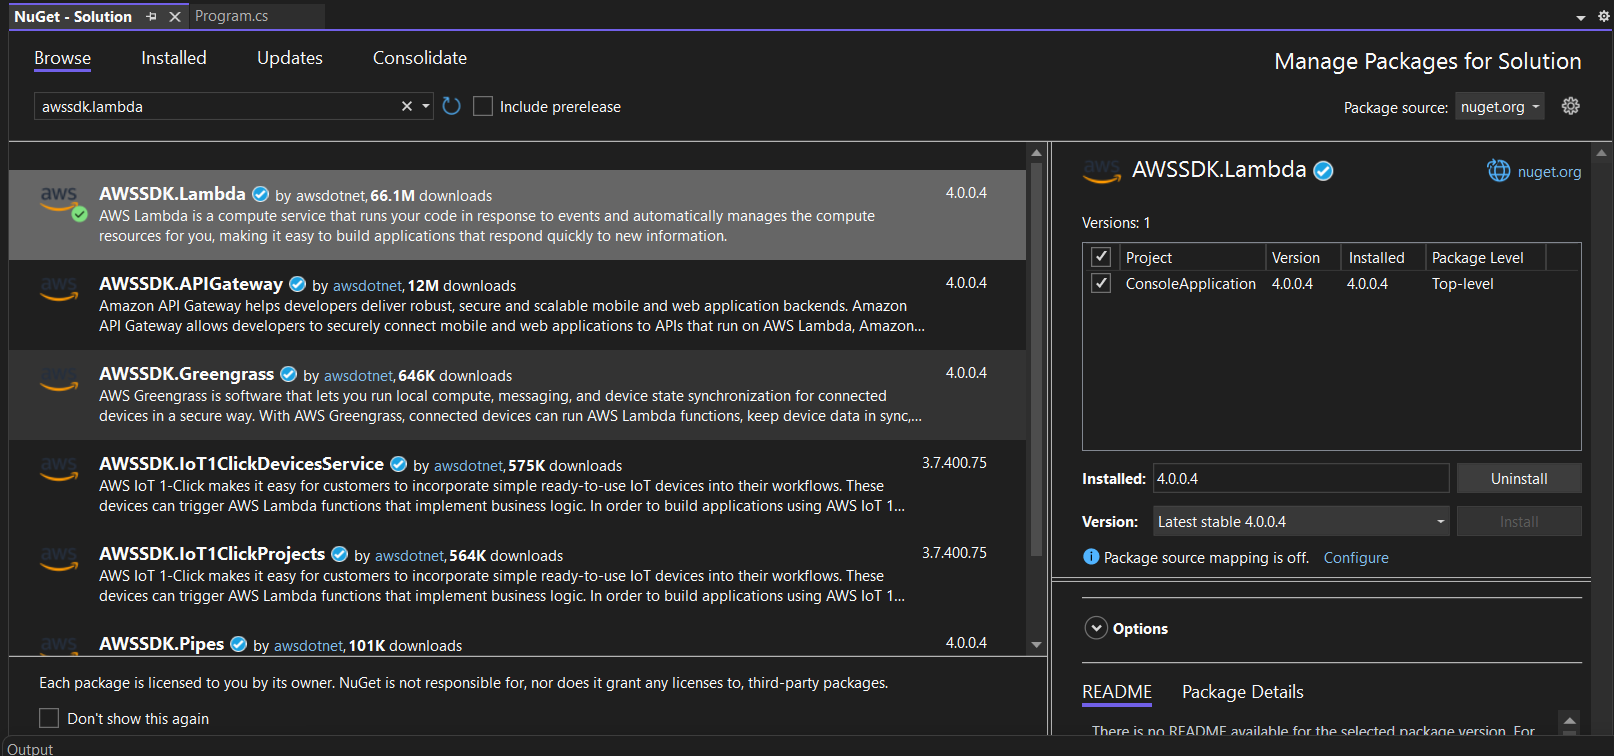 NuGet - Solution
Program.cs
Browse Installed Updates Consolidate
Manage Packages for Solution
awssdk.lambda
Include prerelease
Package source: nuget.org
aws
AWSSDK.Lambda by awsdotnet, 66.1M downloads 4.0.0.4
AWS Lambda is a compute service that runs your code in response to events and automatically manages the compute
resources for you, making it easy to build applications that respond quickly to new information.
aws
AWSSDK.APIGateway by awsdotnet, 12M downloads 4.0.0.4
Amazon API Gateway helps developers deliver robust, secure and scalable mobile and web application backends. Amazon
API Gateway allows developers to securely connect mobile and web applications to APIs that run on AWS Lambda, Amazon...
aws
AWSSDK.Greengrass by awsdotnet, 646K downloads 4.0.0.4
AWS Greengrass is software that lets you run local compute, messaging, and device state synchronization for connected
devices in a secure way. With AWS Greengrass, connected devices can run AWS Lambda functions, keep device data in sync,...
aws
AWSSDK.IoT1ClickDevicesService by awsdotnet, 575K downloads 3.7.400.75
AWS IoT 1-Click makes it easy for customers to incorporate simple ready-to-use IoT devices into their workflows. These
devices can trigger AWS Lambda functions that implement business logic. In order to build applications using AWS IoT 1...
aws
AWSSDK.IoT1ClickProjects by awsdotnet, 564K downloads 3.7.400.75
AWS IoT 1-Click makes it easy for customers to incorporate simple ready-to-use IoT devices into their workflows. These
devices can trigger AWS Lambda functions that implement business logic. In order to build applications using AWS IoT 1...
aws
AWSSDK.Pipes by awsdotnet, 101K downloads 4.0.0.4
Each package is licensed to you by its owner. NuGet is not responsible for, nor does it grant any licenses to, third-party packages.
Don't show this again
Output
aws
AWSSDK.Lambda
nuget.org
Versions: 1
Project Version Installed Package Level
ConsoleApplication 4.0.0.4 4.0.0.4 Top-level
Installed: 4.0.0.4 Uninstall
Version: Latest stable 4.0.0.4 Install
Package source mapping is off. Configure
Options
README Package Details
There is no README available for the selected package version. For